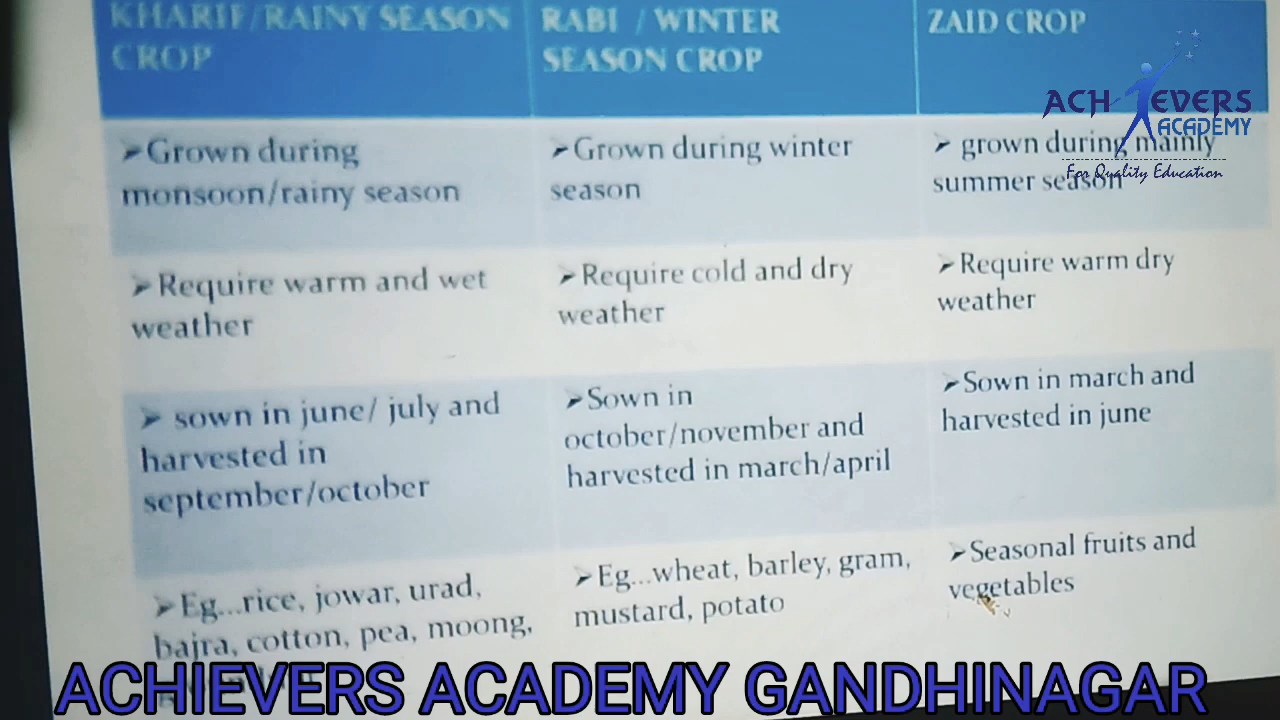 KHARIF/RAINY SEASON
CROP
RABI / WINTER
SEASON CROP
ZAID CROP
ACHIEVERS
ACADEMY
For Quality Education
➢Grown during
monsoon/rainy season
➢Grown during winter
season
➢ grown during mainly
summer season
➢Require warm and wet
weather
➢Require cold and dry
weather
➢Require warm dry
weather
➢ sown in june/ july and
harvested in
september/october
➢Sown in
october/november and
harvested in march/april
➢Sown in march and
harvested in june
➢Eg...rice, jowar, urad,
bajra, cotton, pea, moong,
➢Eg...wheat, barley, gram,
mustard, potato
➢Seasonal fruits and
vegetables
ACHIEVERS ACADEMY GANDHINAGAR